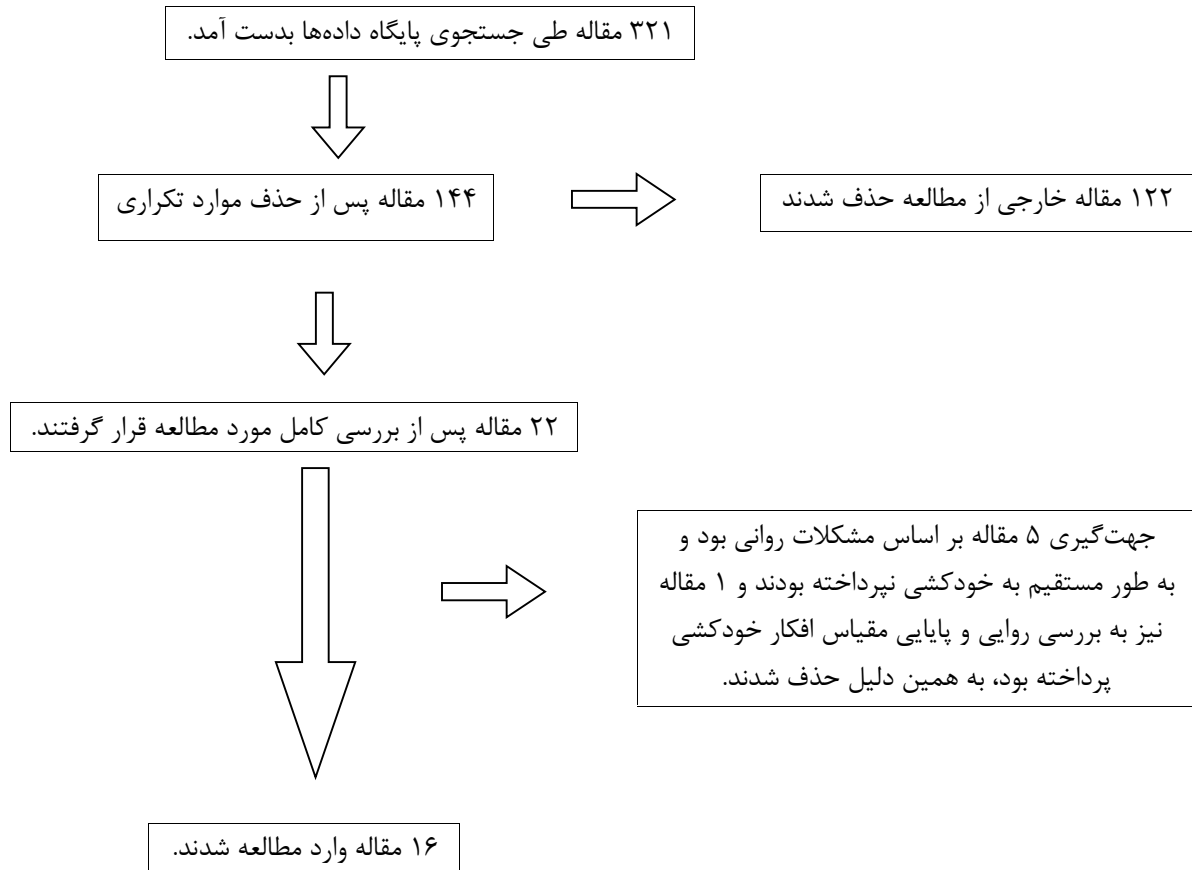 ۳۲۱ مقاله طی جستجوی پایگاه داده‌ها بدست آمد.
۱۴۴ مقاله پس از حذف موارد تکراری
۱۲۲ مقاله خارجی از مطالعه حذف شدند
۲۲ مقاله پس از بررسی کامل مورد مطالعه قرار گرفتند.
جهت‌گیری ۵ مقاله بر اساس مشکلات روانی بود و
به طور مستقیم به خودکشی نپرداخته بودند و ۱ مقاله
نیز به بررسی روایی و پایایی مقیاس افکار خودکشی
پرداخته بود، به همین دلیل حذف شدند.
۱۶ مقاله وارد مطالعه شدند.